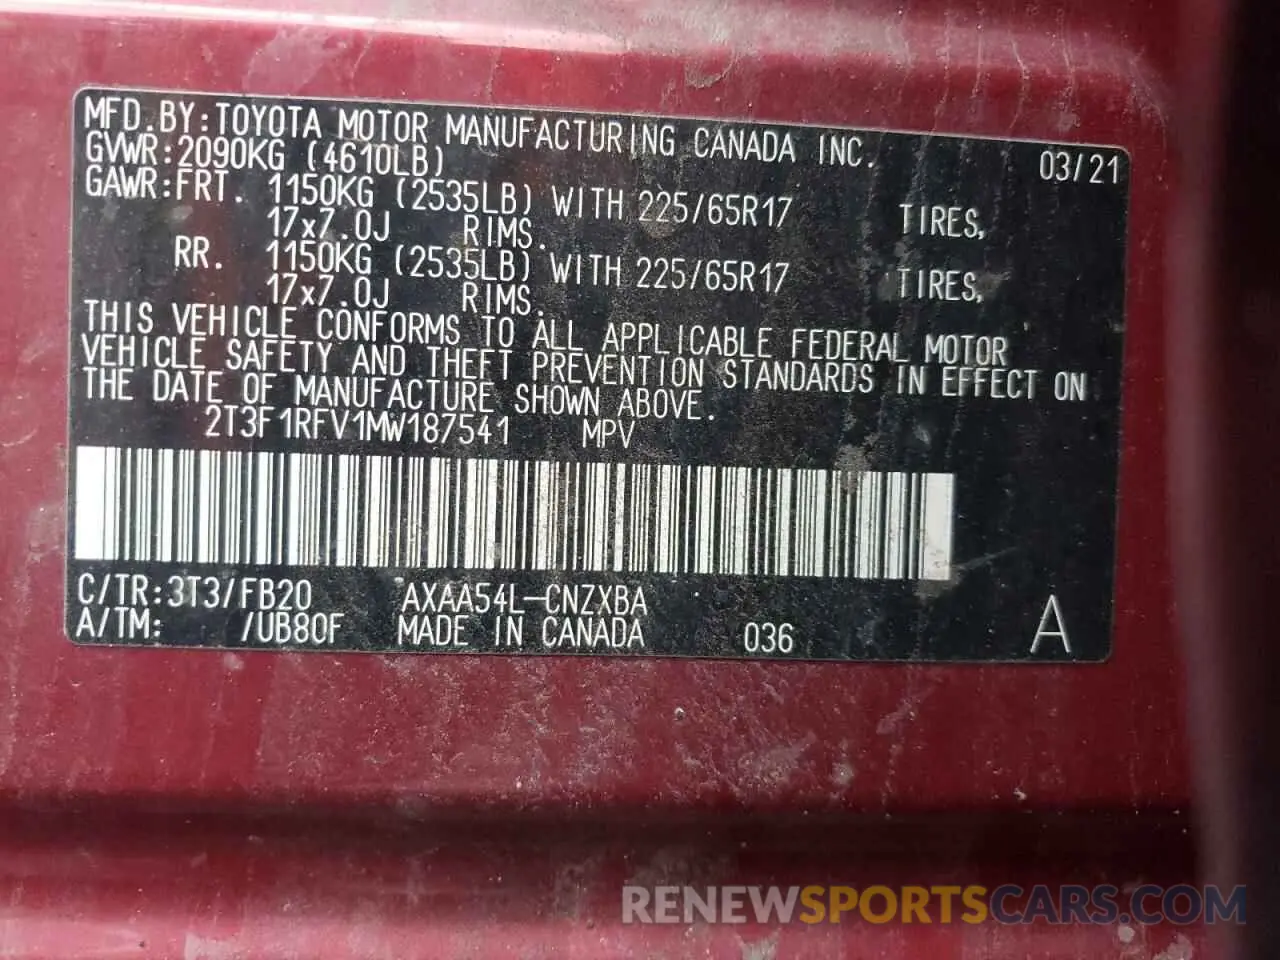 MFD.BY:TOYOTA MOTOR MANUFACTURING CANADA INC. 03/21
GVWR:2090KG (4610LB)
GAWR:FRT. 1150KG (2535LB) WITH 225/65R17 TIRES,
17x7.0J RIMS.
RR. 1150KG (2535LB) WITH 225/65R17 TIRES,
17x7.0J RIMS.
THIS VEHICLE CONFORMS TO ALL APPLICABLE FEDERAL MOTOR
VEHICLE SAFETY AND THEFT PREVENTION STANDARDS IN EFFECT ON
THE DATE OF MANUFACTURE SHOWN ABOVE.
2T3F1RFV1MW187541 MPV
C/TR:3T3/FB20 AXAA54L-CNZXBA
A/TM: /UB80F MADE IN CANADA 036 A
RENEWSPORTSCARS.COM